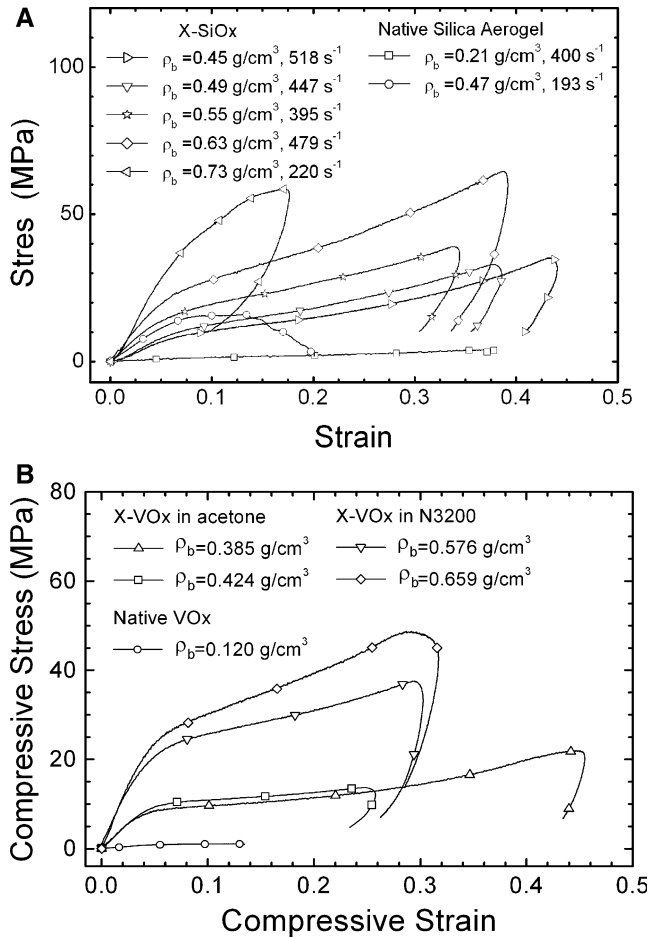 A
X-SiOx
ρb =0.45 g/cm3, 518 s-1
ρb =0.49 g/cm3, 447 s-1
ρb =0.55 g/cm3, 395 s-1
ρb =0.63 g/cm3, 479 s-1
ρb =0.73 g/cm3, 220 s-1
Native Silica Aerogel
ρb =0.21 g/cm3, 400 s-1
ρb =0.47 g/cm3, 193 s-1
100
50
0
Stres (MPa)
0.0 0.1 0.2 0.3 0.4 0.5
Strain
B
X-VOx in acetone
ρb=0.385 g/cm3
ρb=0.424 g/cm3
Native VOx
ρb=0.120 g/cm3
X-VOx in N3200
ρb=0.576 g/cm3
ρb=0.659 g/cm3
80
60
40
20
0
Compressive Stress (MPa)
0.0 0.1 0.2 0.3 0.4 0.5
Compressive Strain